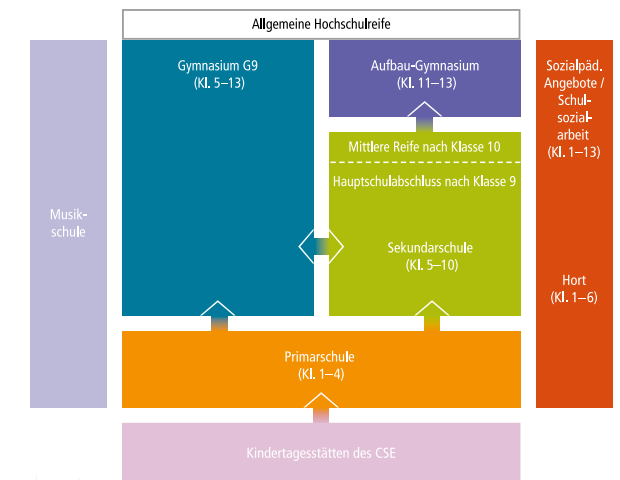 Allgemeine Hochschulreife
Gymnasium G9
(Kl. 5–13)
Aufbau-Gymnasium
(Kl. 11–13)
Sozialpäd.
Angebote /
Schul-
sozial-
arbeit
(Kl. 1–13)
Mittlere Reife nach Klasse 10
Hauptschulabschluss nach Klasse 9
Musik-
schule
Sekundarschule
(Kl. 5–10)
Hort
(Kl. 1–6)
Primarschule
(Kl. 1–4)
Kindertagesstätten des CSE